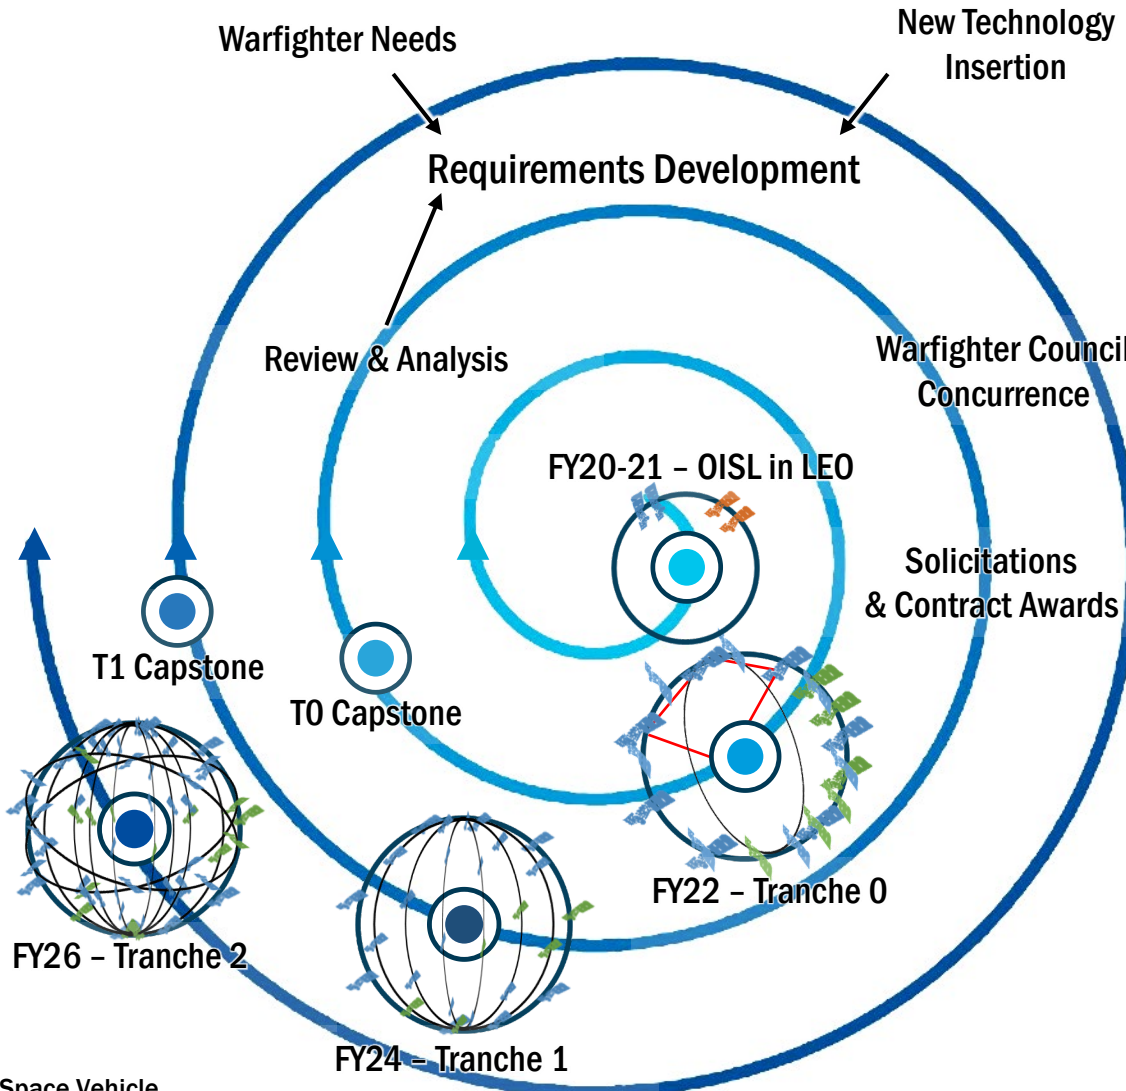 Warfighter Needs
New Technology
Insertion
Requirements Development
Review & Analysis
Warfighter Council
Concurrence
FY20-21 – OISL in LEO
Solicitations
& Contract Awards
T1 Capstone
T0 Capstone
FY22 – Tranche 0
FY26 – Tranche 2
FY24 – Tranche 1
Space Vehicle